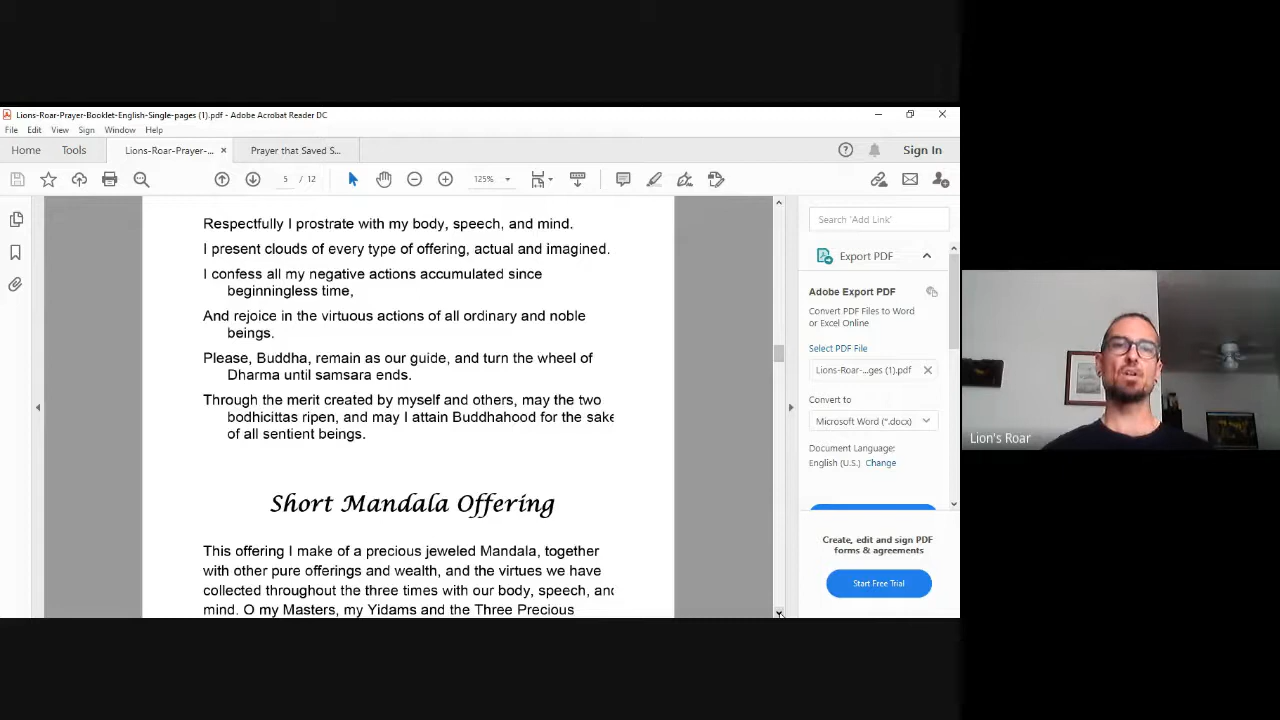 Lions-Roar-Prayer-Booklet-English-Single-pages (1).pdf - Adobe Acrobat Reader DC
File Edit View Sign Window Help
Home Tools Lions-Roar-Prayer-... × Prayer that Saved S... Sign In
5 / 12 125%
Respectfully I prostrate with my body, speech, and mind.
I present clouds of every type of offering, actual and imagined.
I confess all my negative actions accumulated since
beginningless time,
And rejoice in the virtuous actions of all ordinary and noble
beings.
Please, Buddha, remain as our guide, and turn the wheel of
Dharma until samsara ends.
Through the merit created by myself and others, may the two
bodhicittas ripen, and may I attain Buddhahood for the sake
of all sentient beings.
Short Mandala Offering
This offering I make of a precious jeweled Mandala, together
with other pure offerings and wealth, and the virtues we have
collected throughout the three times with our body, speech, and
mind. O my Masters, my Yidams and the Three Precious
Search 'Add Link'
Export PDF
Adobe Export PDF
Convert PDF Files to Word
or Excel Online
Select PDF File
Lions-Roar-...ges (1).pdf
Convert to
Microsoft Word (*.docx)
Document Language:
English (U.S.) Change
Create, edit and sign PDF
forms & agreements
Start Free Trial
Lion's Roar